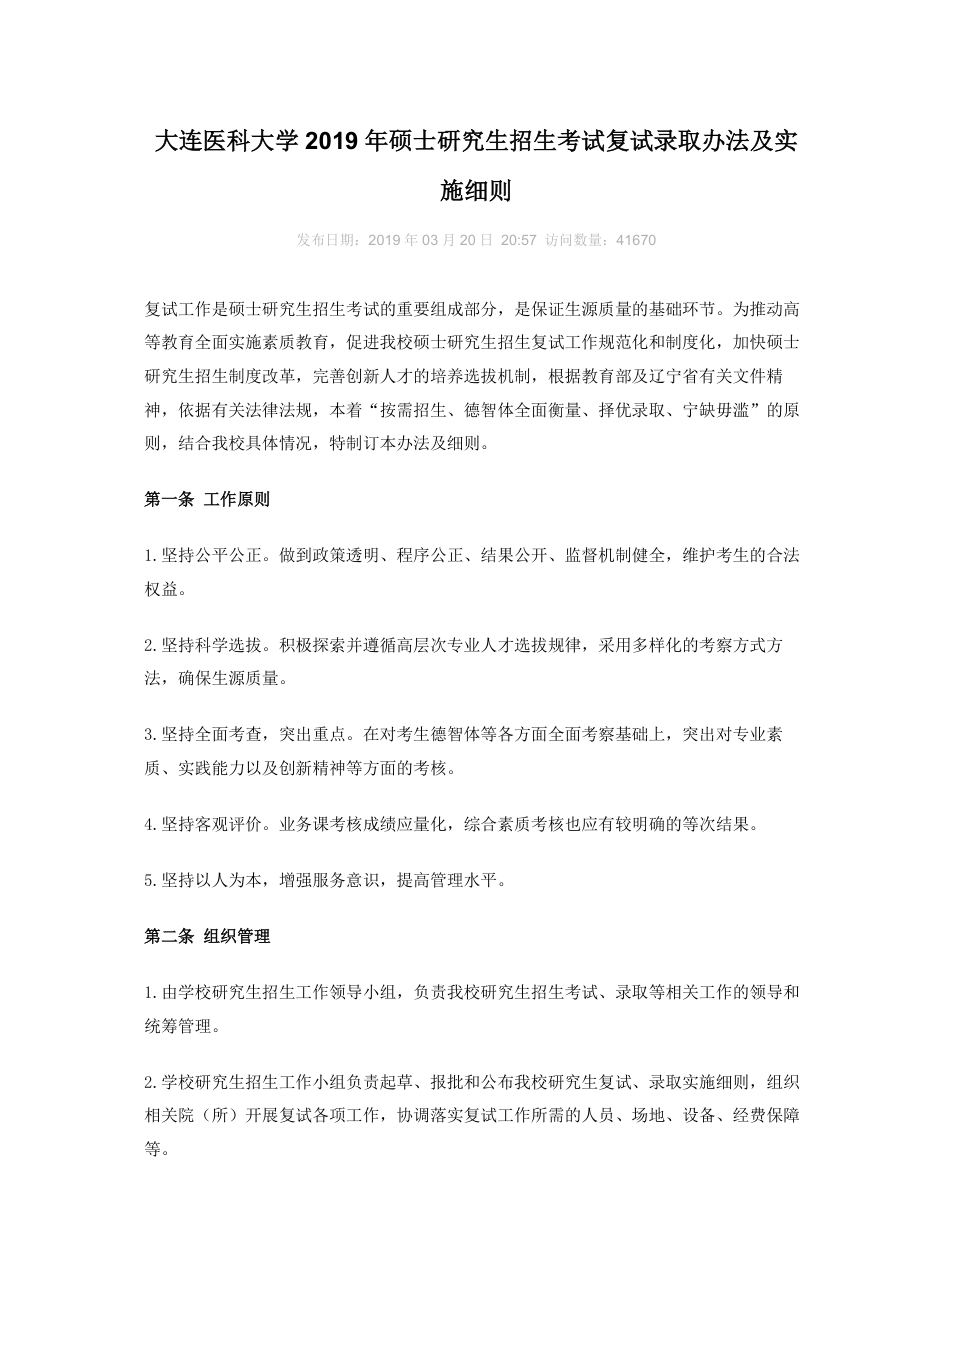 大连医科大学 2019 年硕士研究生招生考试复试录取办法及实
施细则
发布日期：2019 年 03 月 20 日 20:57 访问数量：41670
复试工作是硕士研究生招生考试的重要组成部分，是保证生源质量的基础环节。为推动高
等教育全面实施素质教育，促进我校硕士研究生招生复试工作规范化和制度化，加快硕士
研究生招生制度改革，完善创新人才的培养选拔机制，根据教育部及辽宁省有关文件精
神，依据有关法律法规，本着“按需招生、德智体全面衡量、择优录取、宁缺毋滥”的原
则，结合我校具体情况，特制订本办法及细则。
第一条 工作原则
1.坚持公平公正。做到政策透明、程序公正、结果公开、监督机制健全，维护考生的合法
权益。
2.坚持科学选拔。积极探索并遵循高层次专业人才选拔规律，采用多样化的考察方式方
法，确保生源质量。
3.坚持全面考查，突出重点。在对考生德智体等各方面全面考察基础上，突出对专业素
质、实践能力以及创新精神等方面的考核。
4.坚持客观评价。业务课考核成绩应量化，综合素质考核也应有较明确的等次结果。
5.坚持以人为本，增强服务意识，提高管理水平。
第二条 组织管理
1.由学校研究生招生工作领导小组，负责我校研究生招生考试、录取等相关工作的领导和
统筹管理。
2.学校研究生招生工作小组负责起草、报批和公布我校研究生复试、录取实施细则，组织
相关院（所）开展复试各项工作，协调落实复试工作所需的人员、场地、设备、经费保障
等。